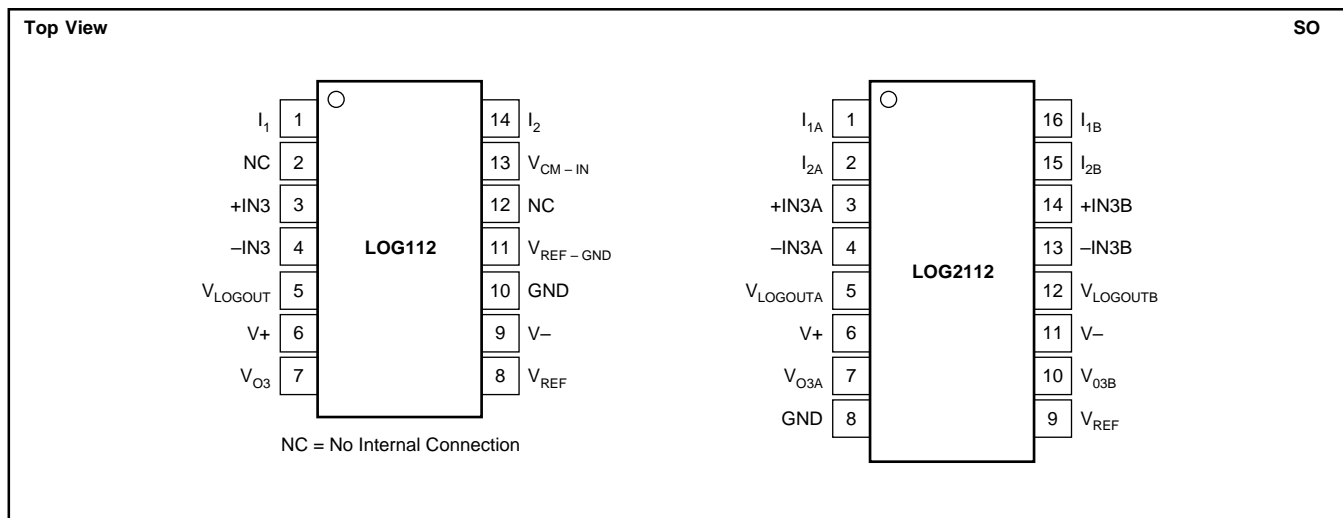 Top View SO
I1 1 14 I2
NC 2 13 VCM – IN
+IN3 3 12 NC
–IN3 4 11 VREF – GND
VLOGOUT 5 10 GND
V+ 6 9 V–
VO3 7 8 VREF
LOG112
NC = No Internal Connection
I1A 1 16 I1B
I2A 2 15 I2B
+IN3A 3 14 +IN3B
–IN3A 4 13 –IN3B
VLOGOUTA 5 12 VLOGOUTB
V+ 6 11 V–
VO3A 7 10 V03B
GND 8 9 VREF
LOG2112